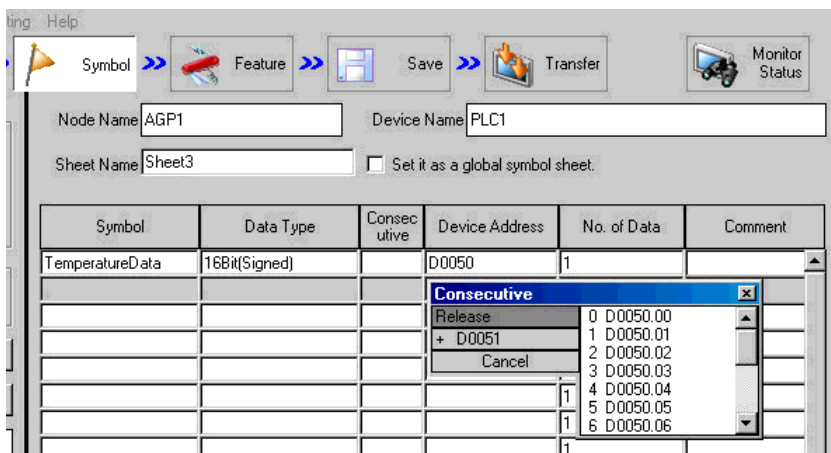 ting Help
Symbol Feature Save Transfer Monitor Status
Node Name AGP1 Device Name PLC1
Sheet Name Sheet3 Set it as a global symbol sheet.
Symbol Data Type Consecutive Device Address No. of Data Comment
TemperatureData 16Bit(Signed) D0050 1
Consecutive
Release
+ D0051
Cancel
0 D0050.00
1 D0050.01
2 D0050.02
3 D0050.03
4 D0050.04
5 D0050.05
6 D0050.06
1
1
1